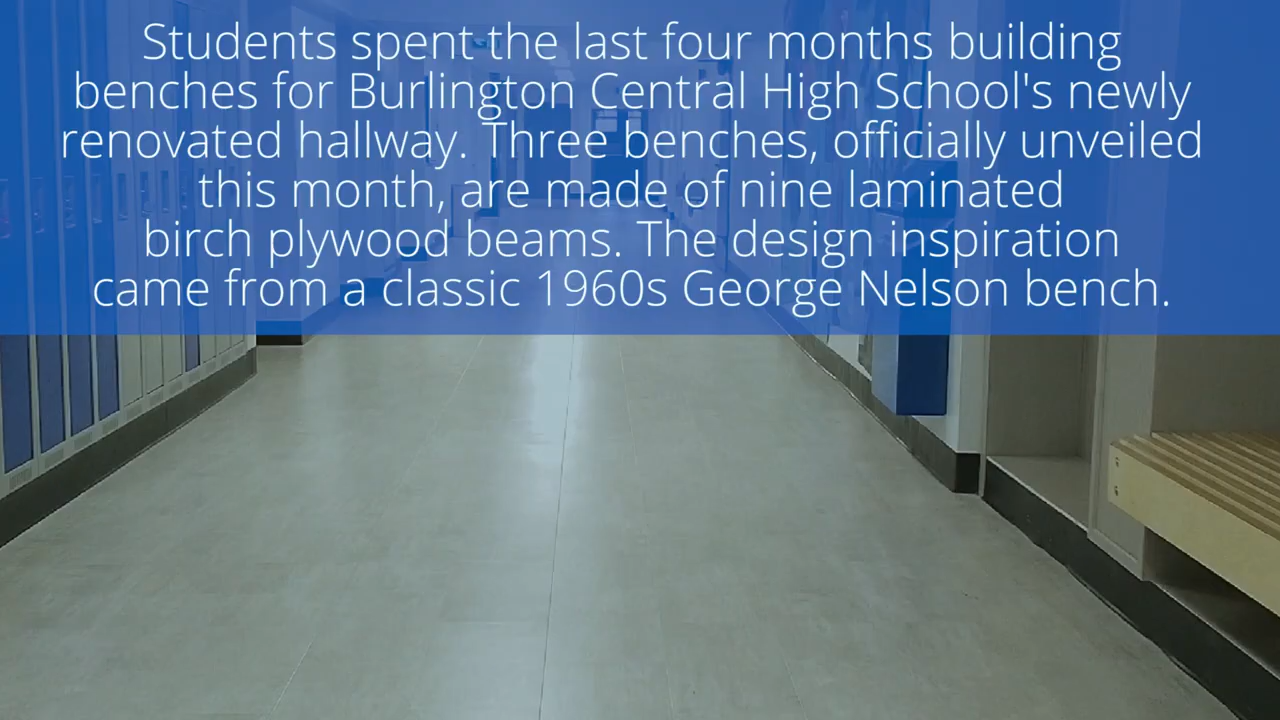 Students spent the last four months building
benches for Burlington Central High School's newly
renovated hallway. Three benches, officially unveiled
this month, are made of nine laminated
birch plywood beams. The design inspiration
came from a classic 1960s George Nelson bench.